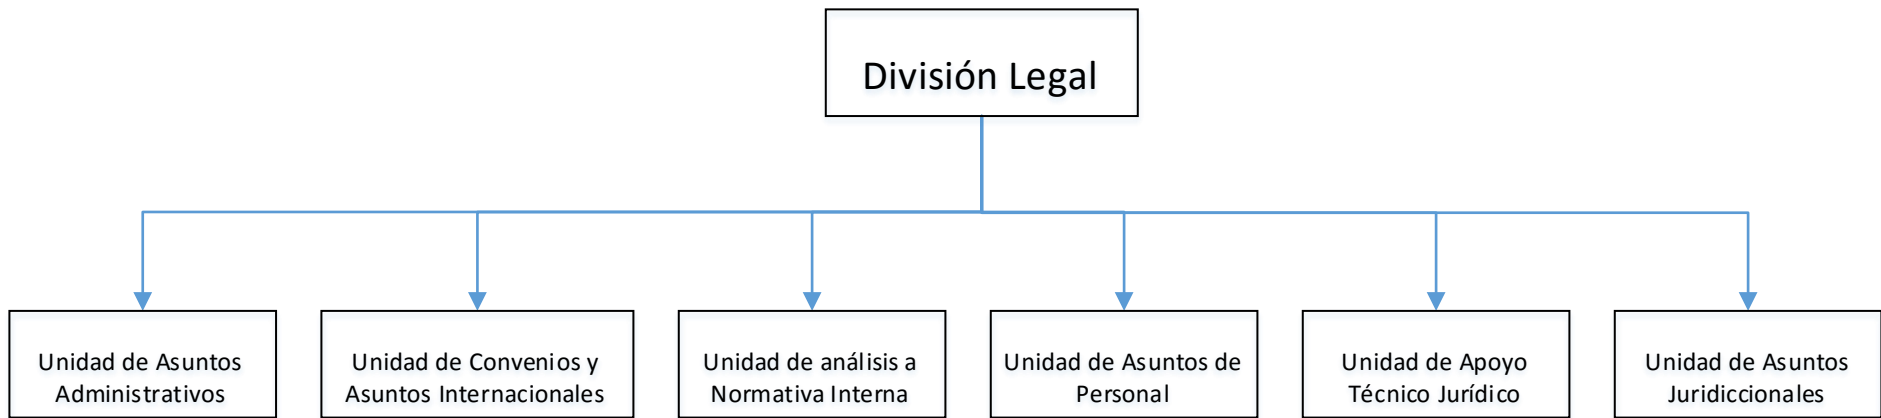 División Legal
Unidad de Asuntos
Administrativos
Unidad de Convenios y
Asuntos Internacionales
Unidad de análisis a
Normativa Interna
Unidad de Asuntos de
Personal
Unidad de Apoyo
Técnico Jurídico
Unidad de Asuntos
Juridiccionales